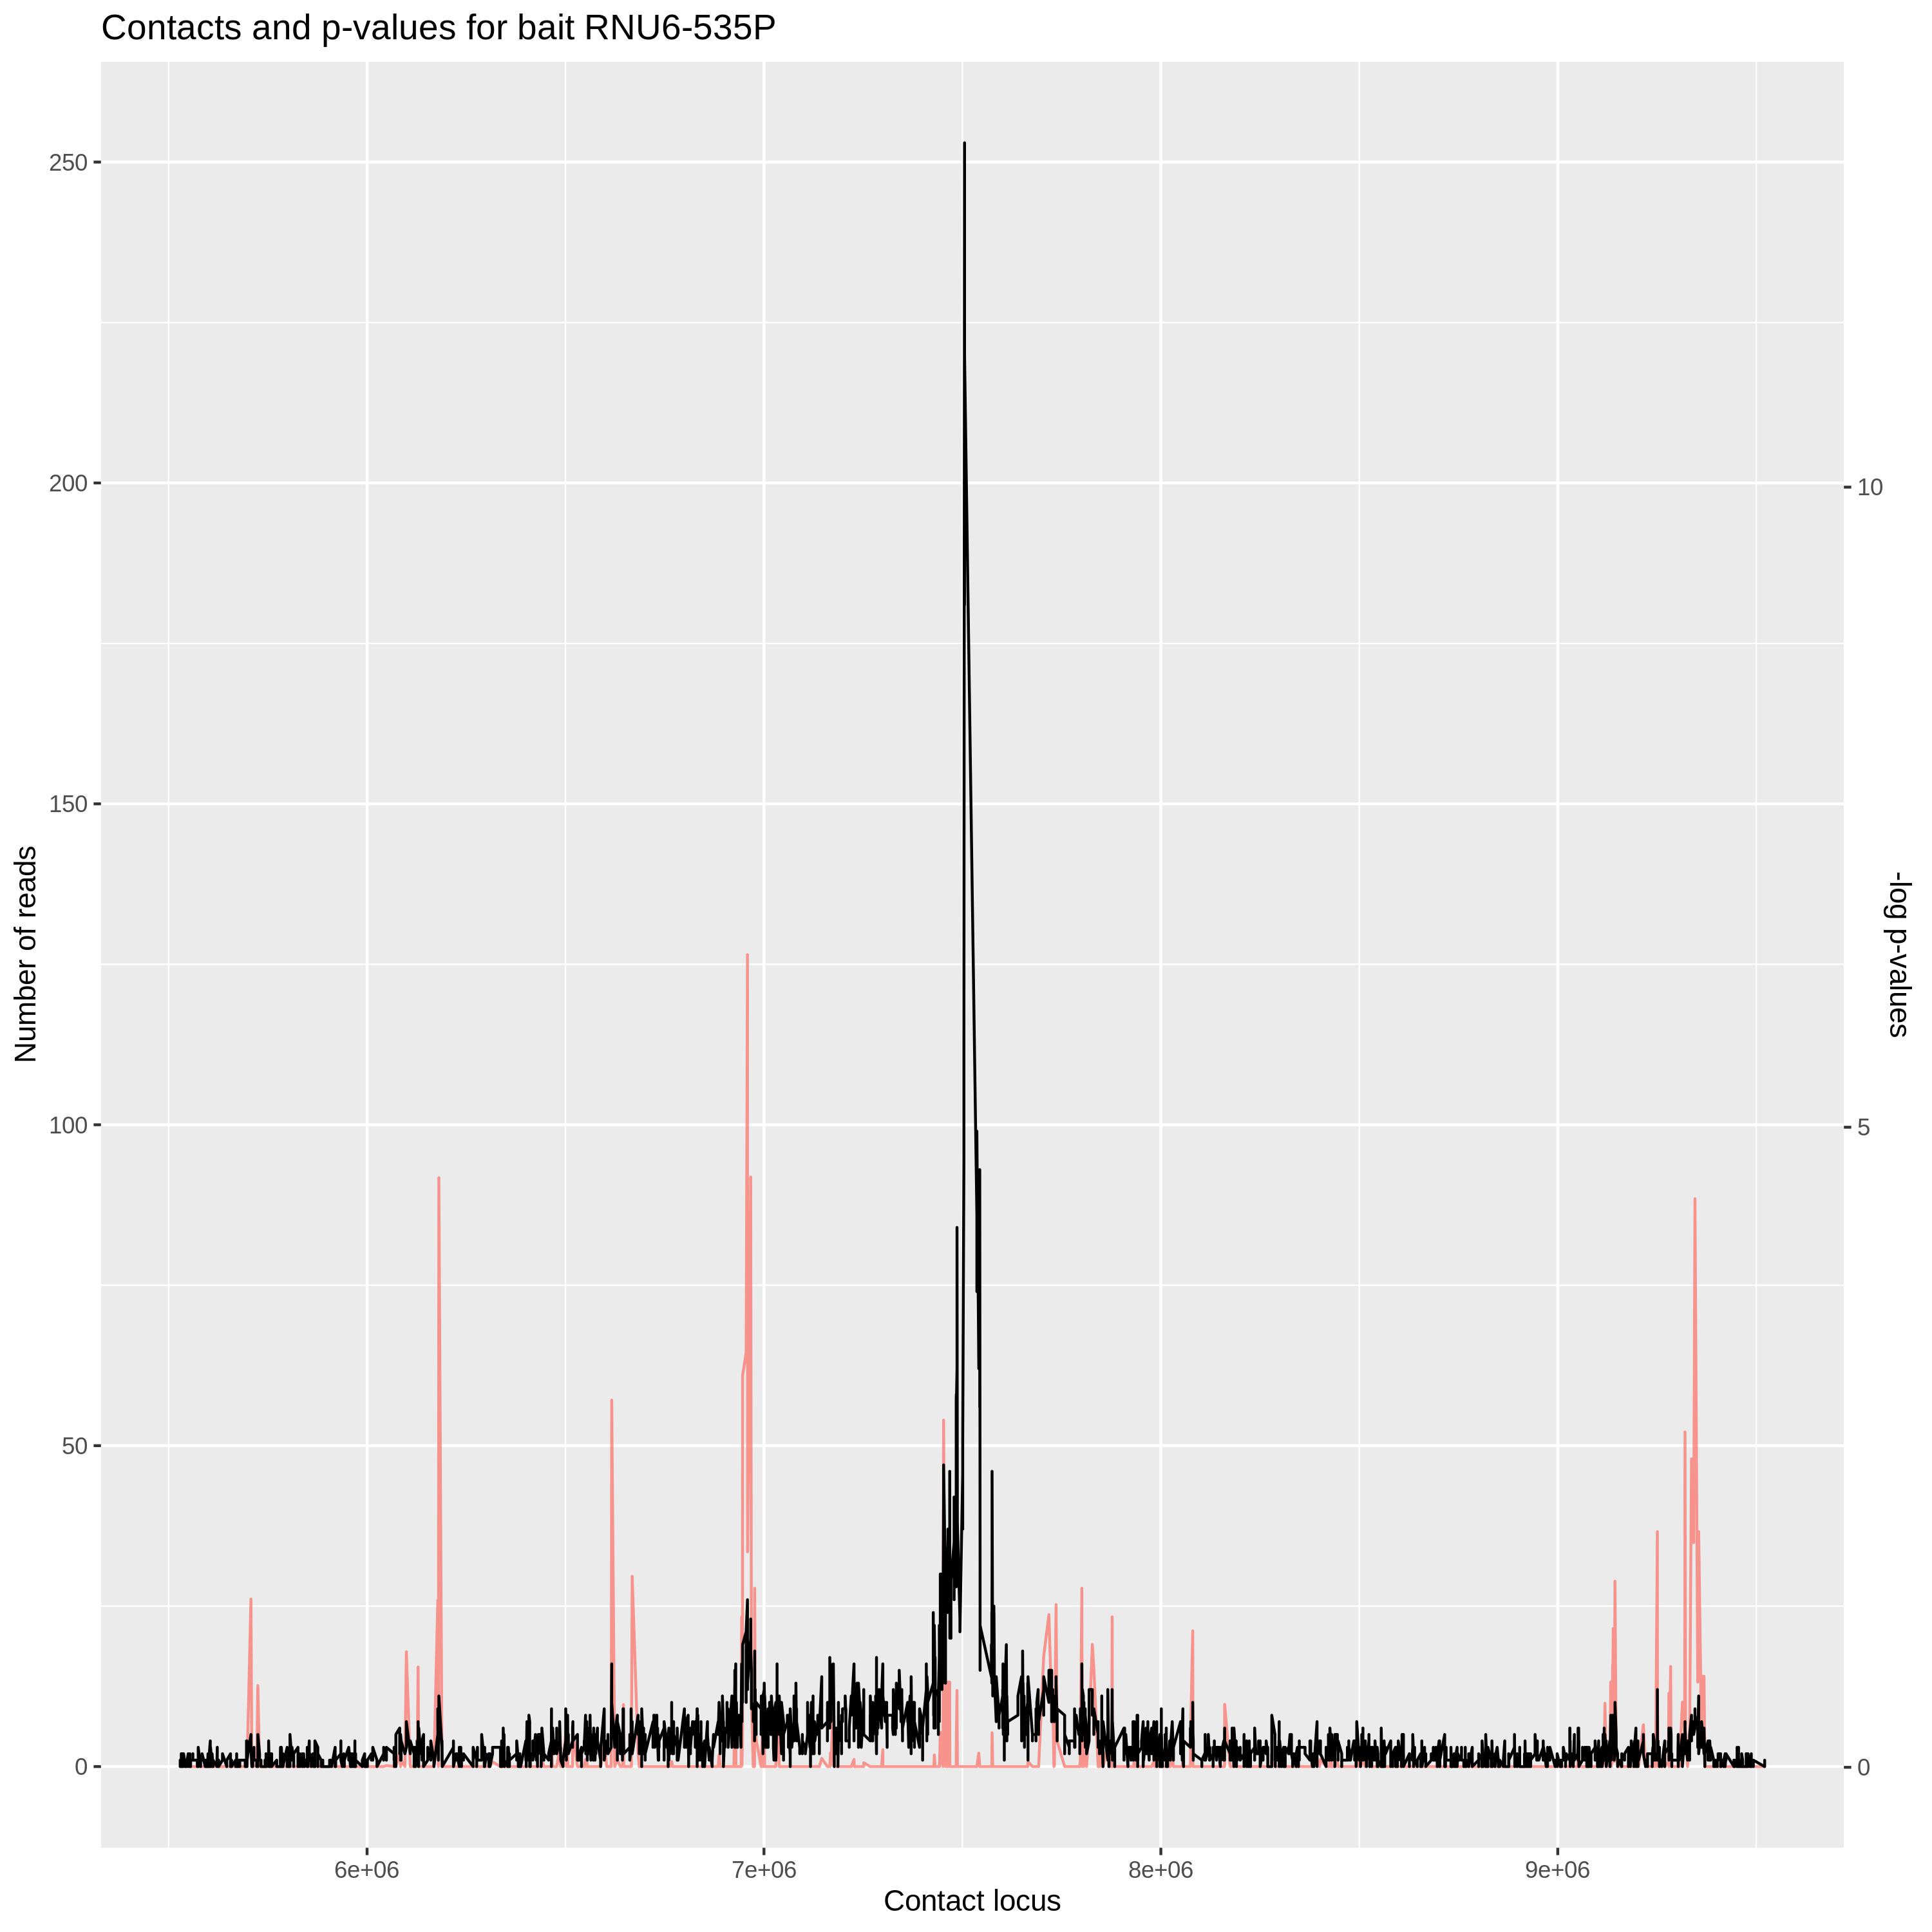 Contacts and p-values for bait RNU6-535P
250
200
150
100
50
0
Number of reads
10
5
0
-log p-values
6e+06
7e+06
8e+06
9e+06
Contact locus